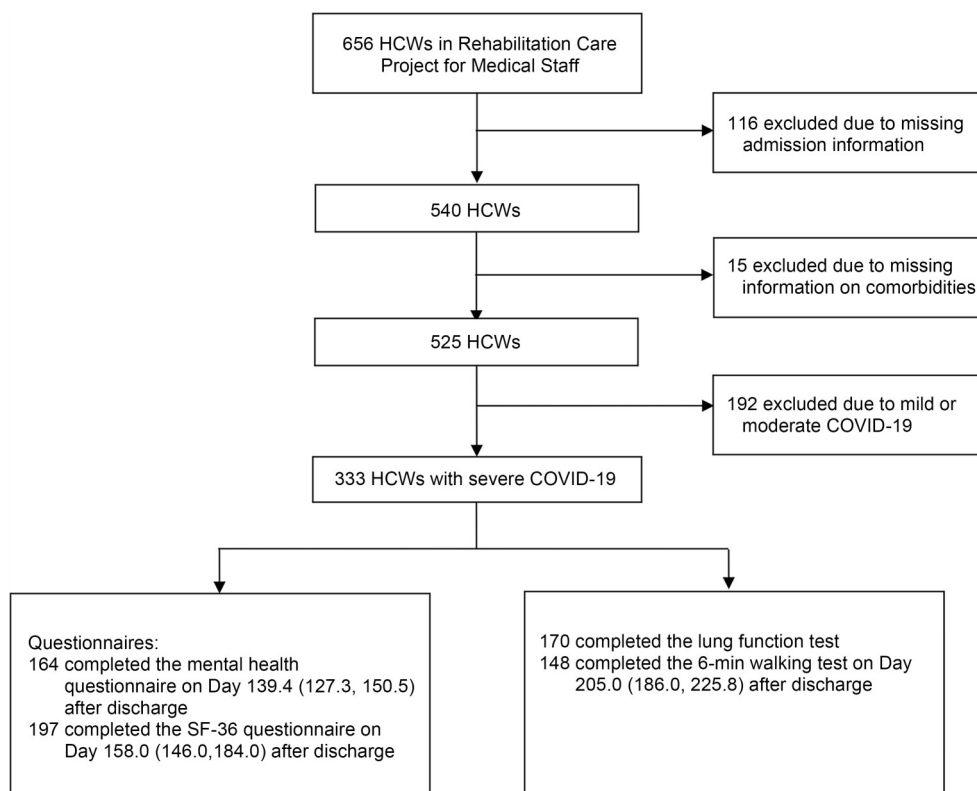 656 HCWs in Rehabilitation Care
Project for Medical Staff
116 excluded due to missing
admission information
540 HCWs
15 excluded due to missing
information on comorbidities
525 HCWs
192 excluded due to mild or
moderate COVID-19
333 HCWs with severe COVID-19
Questionnaires:
164 completed the mental health
questionnaire on Day 139.4 (127.3, 150.5)
after discharge
197 completed the SF-36 questionnaire on
Day 158.0 (146.0,184.0) after discharge
170 completed the lung function test
148 completed the 6-min walking test on Day
205.0 (186.0, 225.8) after discharge